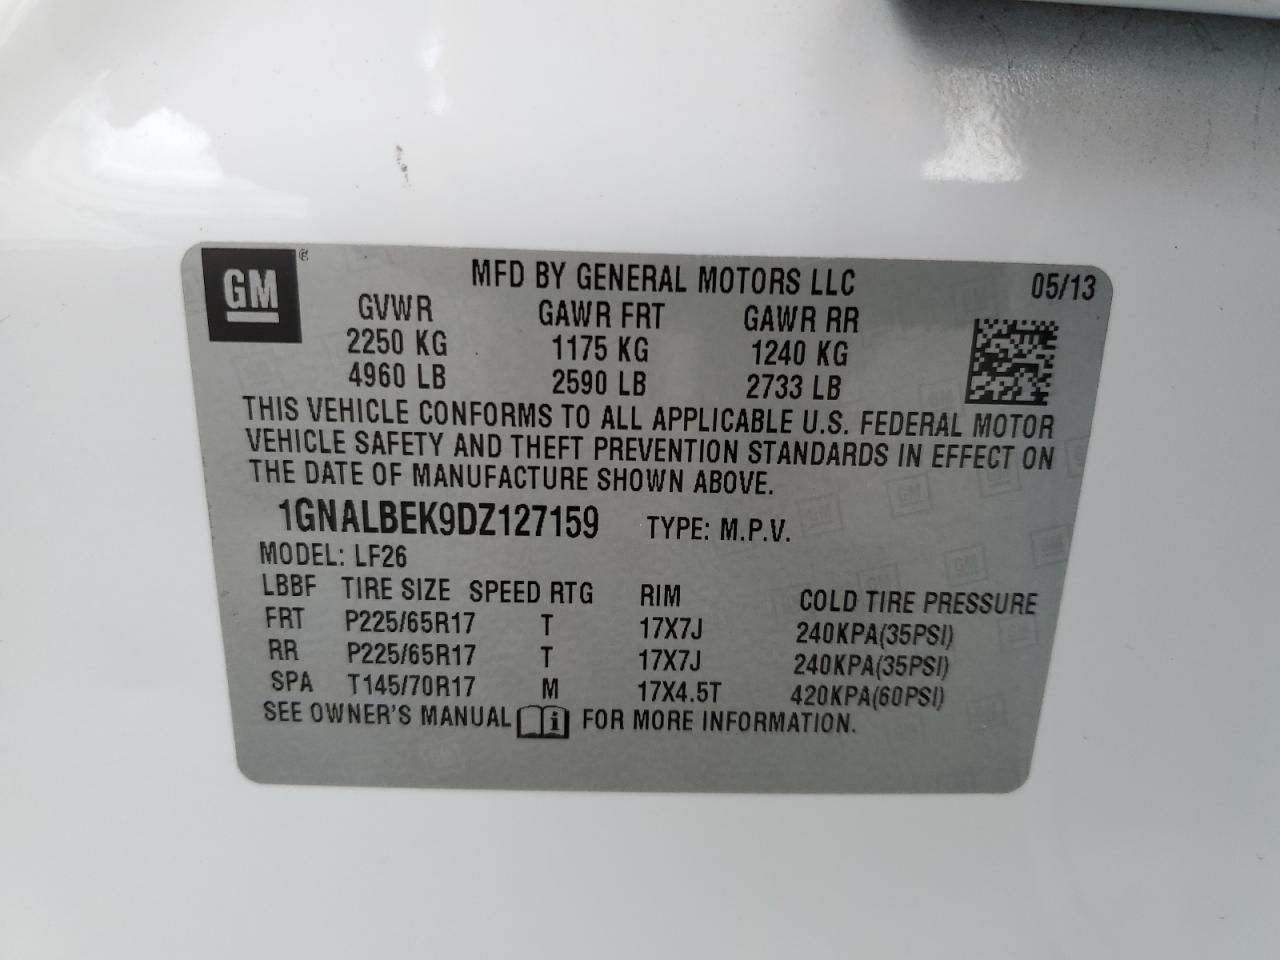 GM ®
MFD BY GENERAL MOTORS LLC 05/13
GVWR GAWR FRT GAWR RR
2250 KG 1175 KG 1240 KG
4960 LB 2590 LB 2733 LB
THIS VEHICLE CONFORMS TO ALL APPLICABLE U.S. FEDERAL MOTOR
VEHICLE SAFETY AND THEFT PREVENTION STANDARDS IN EFFECT ON
THE DATE OF MANUFACTURE SHOWN ABOVE.
1GNALBEK9DZ127159 TYPE: M.P.V.
MODEL: LF26
LBBF TIRE SIZE SPEED RTG RIM COLD TIRE PRESSURE
FRT P225/65R17 T 17X7J 240KPA(35PSI)
RR P225/65R17 T 17X7J 240KPA(35PSI)
SPA T145/70R17 M 17X4.5T 420KPA(60PSI)
SEE OWNER'S MANUAL i FOR MORE INFORMATION.